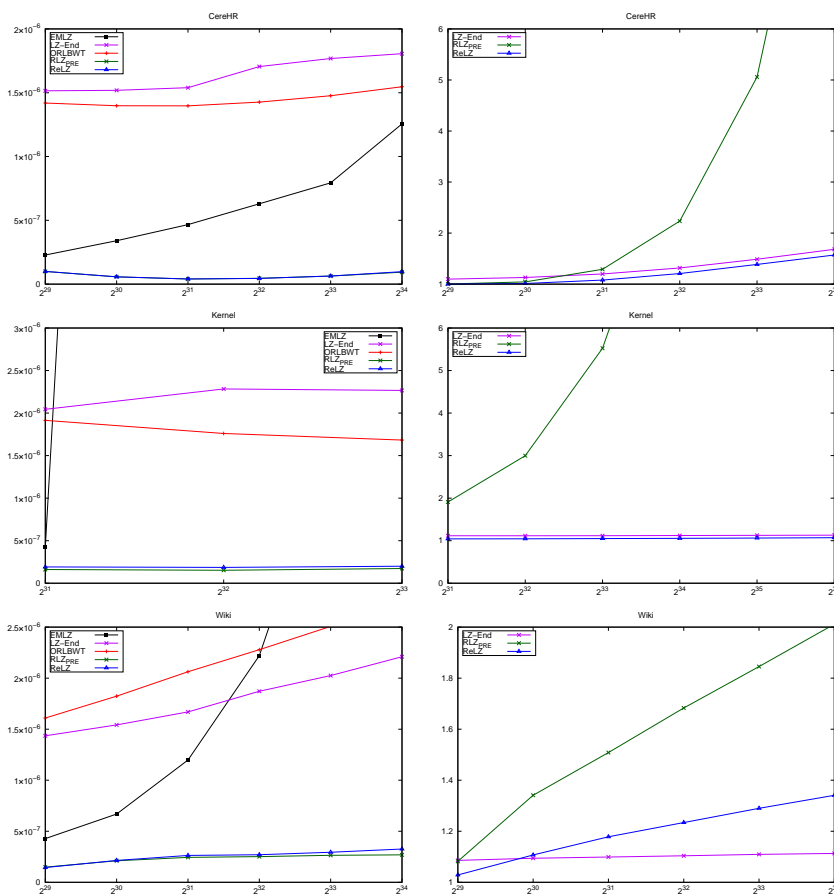 CereHR
2×10⁻⁶
1.5×10⁻⁶
1×10⁻⁶
5×10⁻⁷
0
EMLZ
LZ-End
ORLBWT
RLZPRE
ReLZ
2²⁹ 2³⁰ 2³¹ 2³² 2³³ 2³⁴
CereHR
6
5
4
3
2
1
LZ-End
RLZPRE
ReLZ
2²⁹ 2³⁰ 2³¹ 2³² 2³³
Kernel
3×10⁻⁶
2.5×10⁻⁶
2×10⁻⁶
1.5×10⁻⁶
1×10⁻⁶
5×10⁻⁷
0
EMLZ
LZ-End
ORLBWT
RLZPRE
ReLZ
2³¹ 2³² 2³³
Kernel
6
5
4
3
2
1
0
LZ-End
RLZPRE
ReLZ
2³¹ 2³² 2³³ 2³⁴ 2³⁵
Wiki
2.5×10⁻⁶
2×10⁻⁶
1.5×10⁻⁶
1×10⁻⁶
5×10⁻⁷
0
EMLZ
LZ-End
ORLBWT
RLZPRE
ReLZ
2²⁹ 2³⁰ 2³¹ 2³² 2³³ 2³⁴
Wiki
2
1.8
1.6
1.4
1.2
1
LZ-End
RLZPRE
ReLZ
2²⁹ 2³⁰ 2³¹ 2³² 2³³